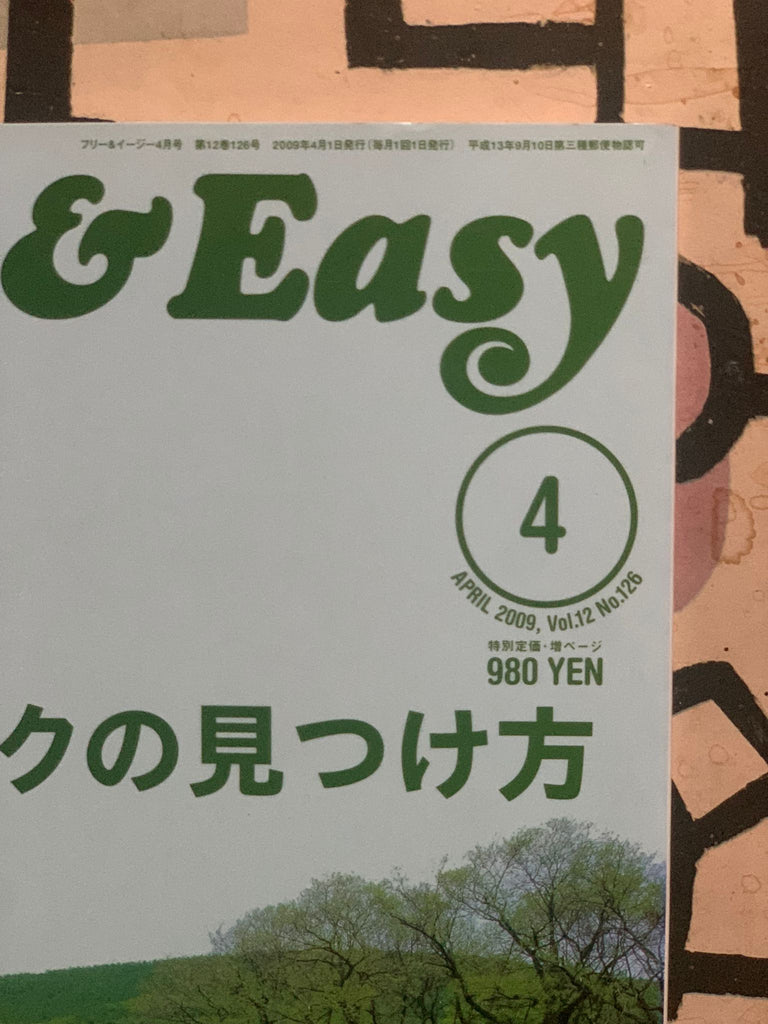 フリー&イージー4月号 第12巻126号 2009年4月1日発行(毎月1回1日発行) 平成13年9月10日第三種郵便物認可
& Easy
4
APRIL 2009, Vol.12 No.126
特別定価・増ページ
980 YEN
クの見つけ方